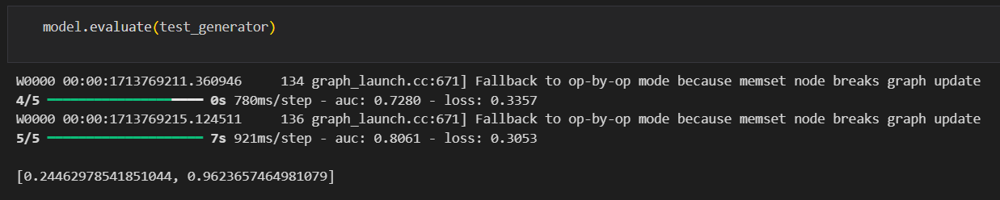 model.evaluate(test_generator)
W0000 00:00:1713769211.360946 134 graph_launch.cc:671] Fallback to op-by-op mode because memset node breaks graph update
4/5 ━━━━━━━━━━━━━━━━━━━━ 0s 780ms/step - auc: 0.7280 - loss: 0.3357
W0000 00:00:1713769215.124511 136 graph_launch.cc:671] Fallback to op-by-op mode because memset node breaks graph update
5/5 ━━━━━━━━━━━━━━━━━━━━ 7s 921ms/step - auc: 0.8061 - loss: 0.3053
[0.24462978541851044, 0.9623657464981079]